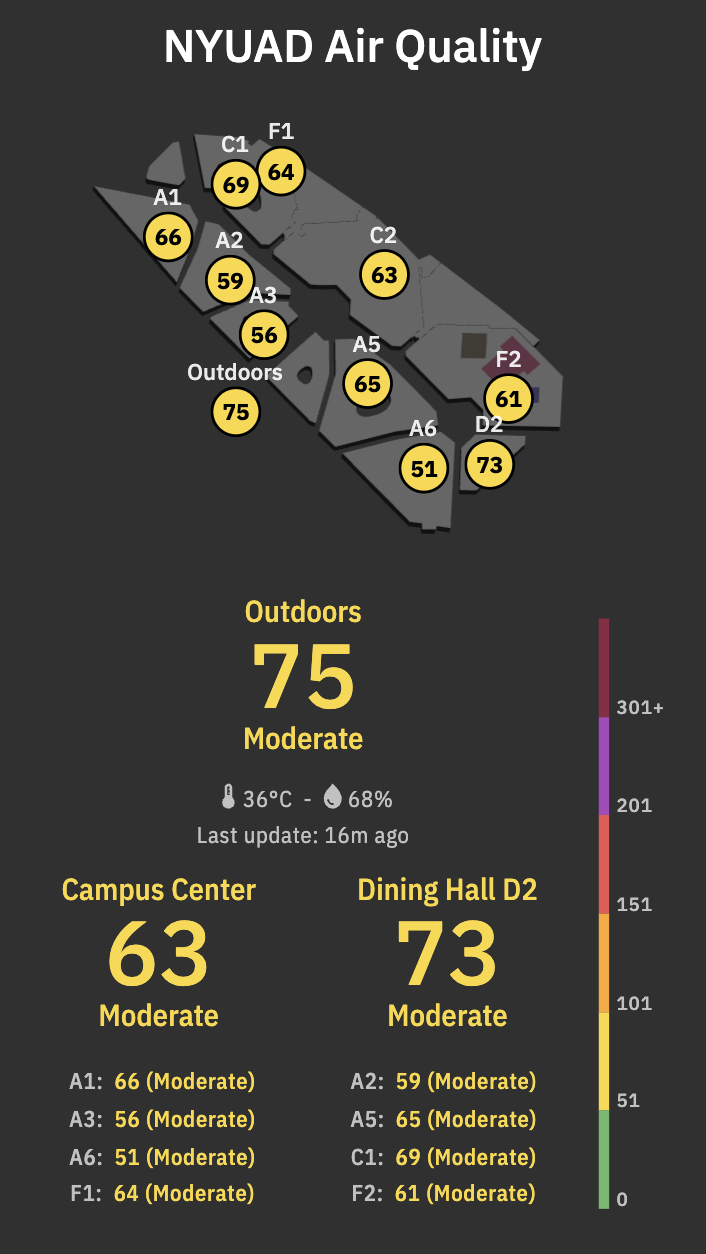 NYUAD Air Quality
F1
C1
64
69
A1
66
A2
C2
59
63
A3
56
A5
Outdoors
65
F2
75
61
A6
D2
51
73
Outdoors
75
Moderate
36°C - 68%
Last update: 16m ago
Campus Center
63
Moderate
Dining Hall D2
73
Moderate
A1: 66 (Moderate)
A2: 59 (Moderate)
A3: 56 (Moderate)
A5: 65 (Moderate)
A6: 51 (Moderate)
C1: 69 (Moderate)
F1: 64 (Moderate)
F2: 61 (Moderate)
301+
201
151
101
51
0